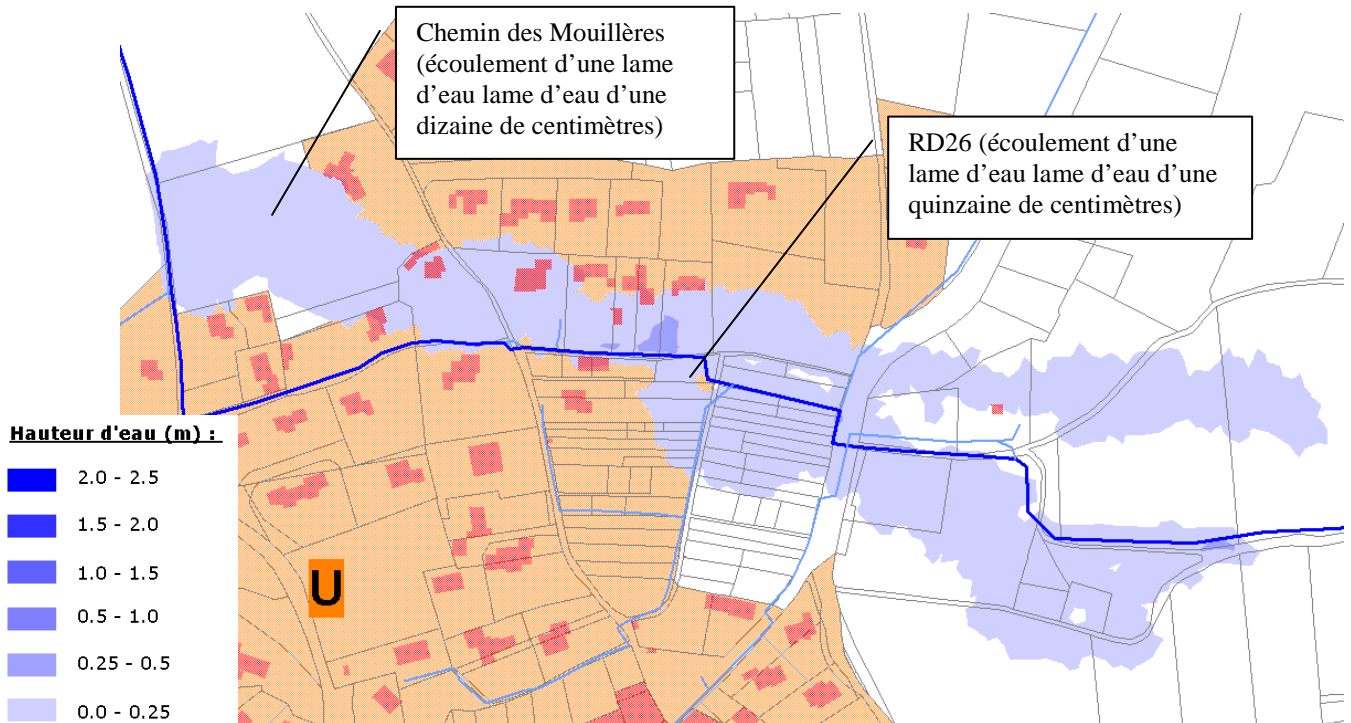 Chemin des Mouillères
(écoulement d’une lame
d’eau lame d’eau d’une
dizaine de centimètres)
RD26 (écoulement d’une
lame d’eau lame d’eau d’une
quinzaine de centimètres)
Hauteur d'eau (m) :
2.0 - 2.5
1.5 - 2.0
1.0 - 1.5
0.5 - 1.0
0.25 - 0.5
0.0 - 0.25
U